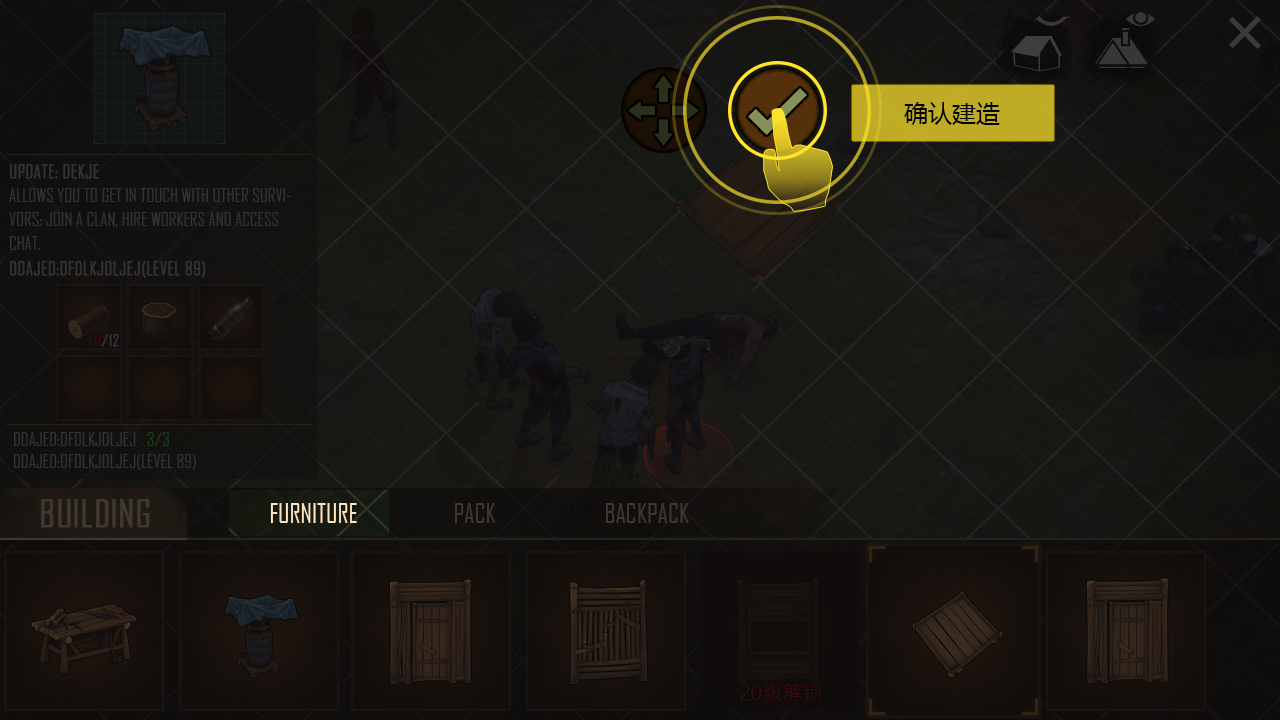 确认建造
UPDATE: DEKJE
ALLOWS YOU TO GET IN TOUCH WITH OTHER SURVI-
VORS: JOIN A CLAN, HIRE WORKERS AND ACCESS
CHAT.
DDAJED:DFDLKJDLJEJ(LEVEL 89)
0/12
DDAJED:DFDLKJDLJEJ 3/3
DDAJED:DFDLKJDLJEJ(LEVEL 89)
BUILDING
FURNITURE
PACK
BACKPACK
20级解锁